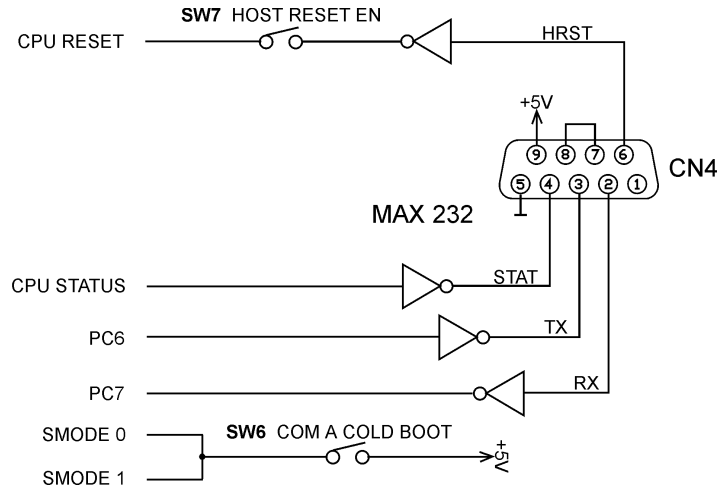 SW7 HOST RESET EN
CPU RESET
HRST
+5V
9 8 7 6
CN4
5 4 3 2 1
MAX 232
CPU STATUS
STAT
PC6
TX
PC7
RX
SMODE 0
SW6 COM A COLD BOOT
+5V
SMODE 1